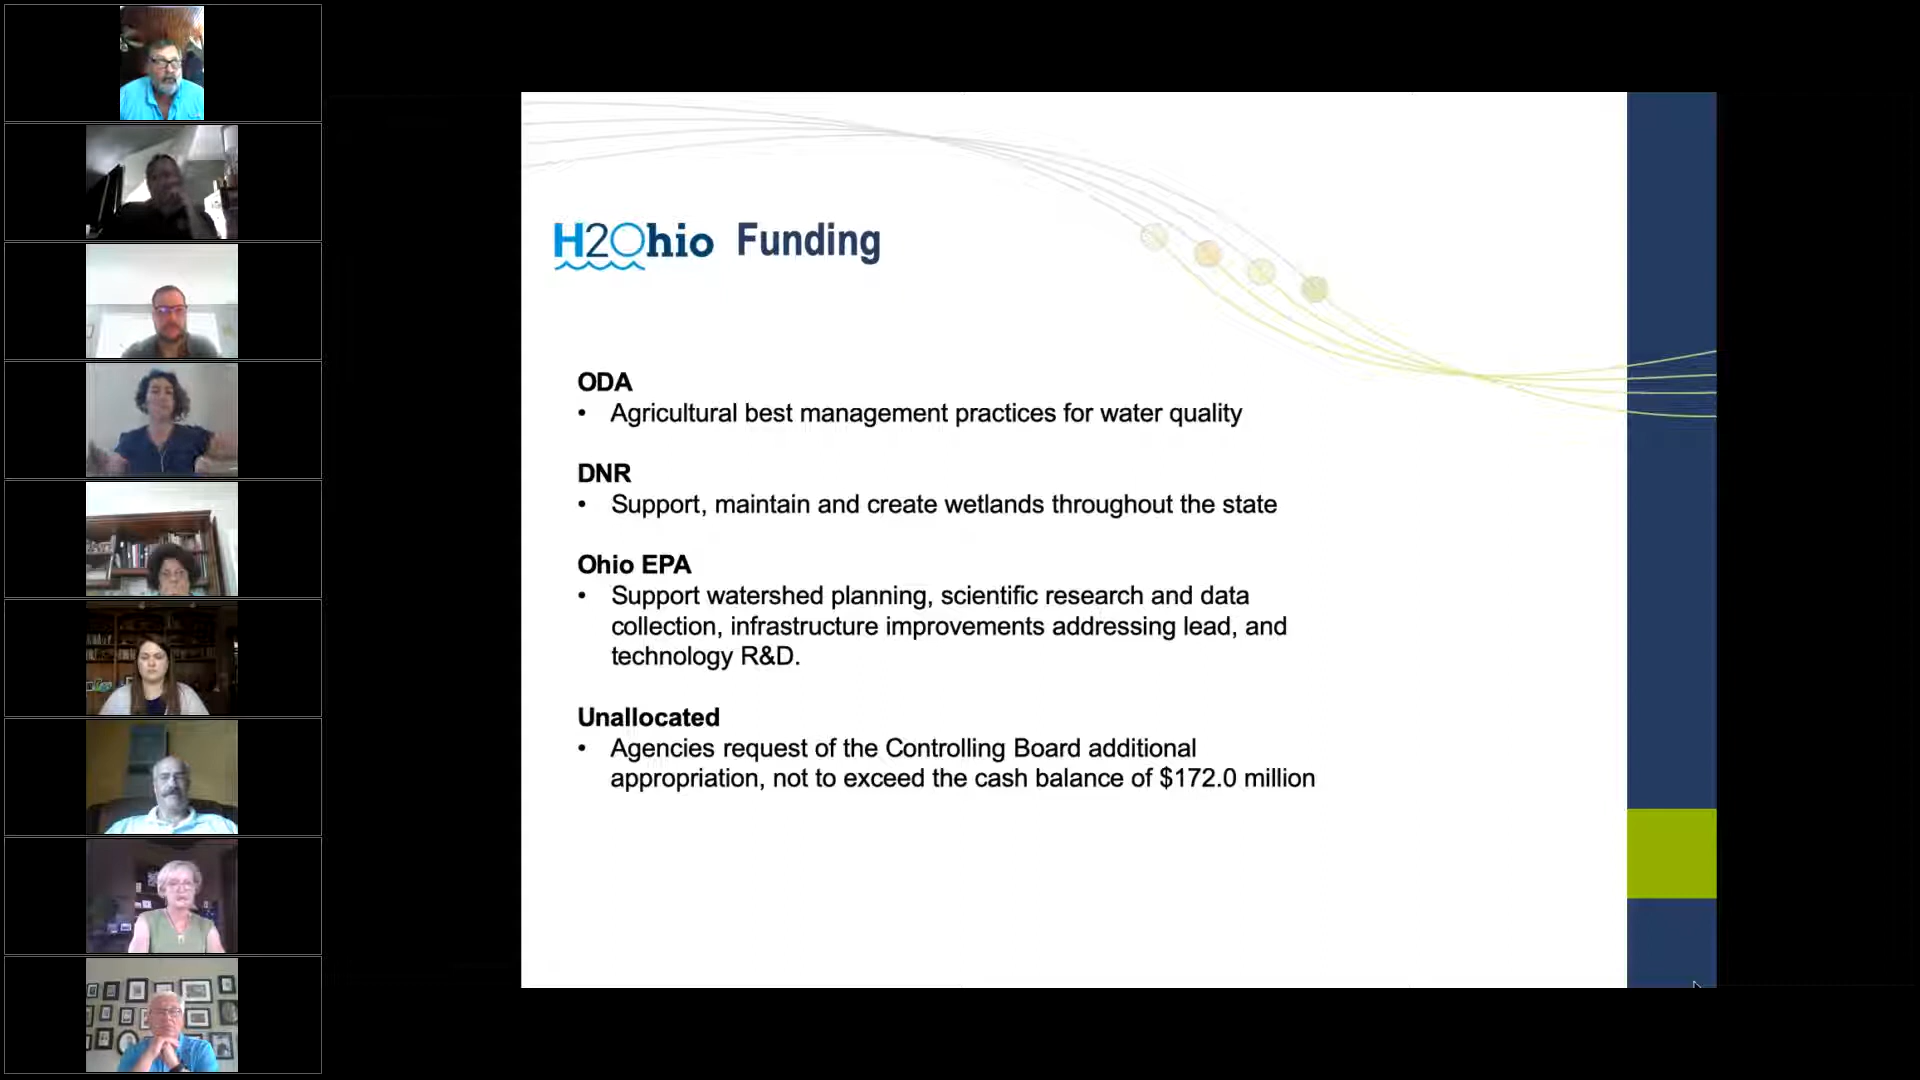 H2Ohio Funding
ODA
• Agricultural best management practices for water quality
DNR
• Support, maintain and create wetlands throughout the state
Ohio EPA
• Support watershed planning, scientific research and data
collection, infrastructure improvements addressing lead, and
technology R&D.
Unallocated
• Agencies request of the Controlling Board additional
appropriation, not to exceed the cash balance of $172.0 million